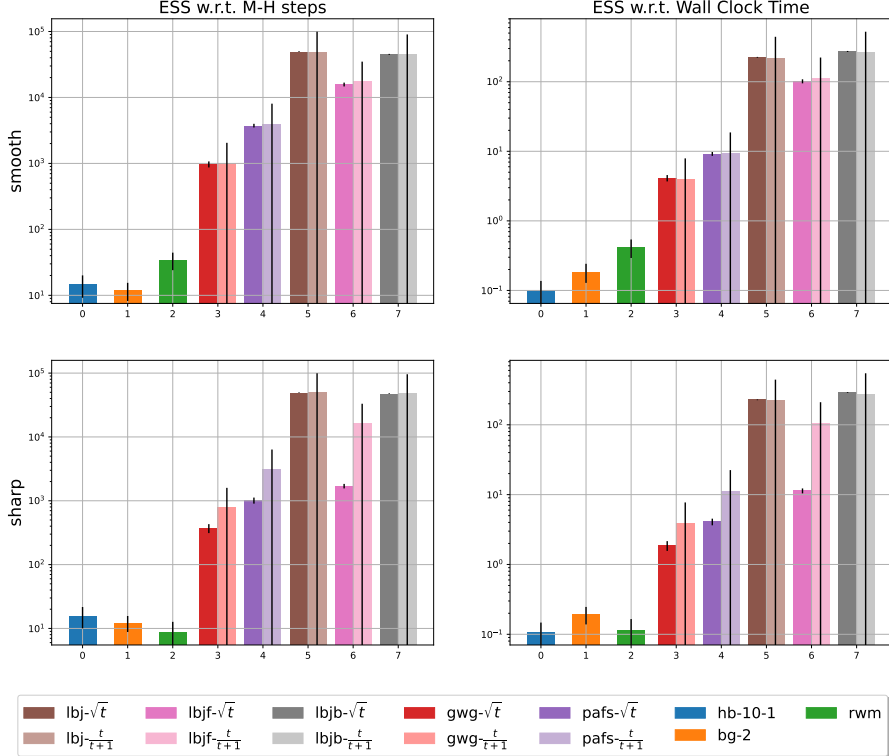 ESS w.r.t. M-H steps
ESS w.r.t. Wall Clock Time
smooth
10⁵
10⁴
10³
10²
10¹
0 1 2 3 4 5 6 7
10²
10¹
10⁰
10⁻¹
0 1 2 3 4 5 6 7
sharp
10⁵
10⁴
10³
10²
10¹
0 1 2 3 4 5 6 7
10²
10¹
10⁰
10⁻¹
0 1 2 3 4 5 6 7
lbj-√t lbjf-√t lbjb-√t gwg-√t pafs-√t hb-10-1 rwm
lbj-t/t+1 lbjf-t/t+1 lbjb-t/t+1 gwg-t/t+1 pafs-t/t+1 bg-2